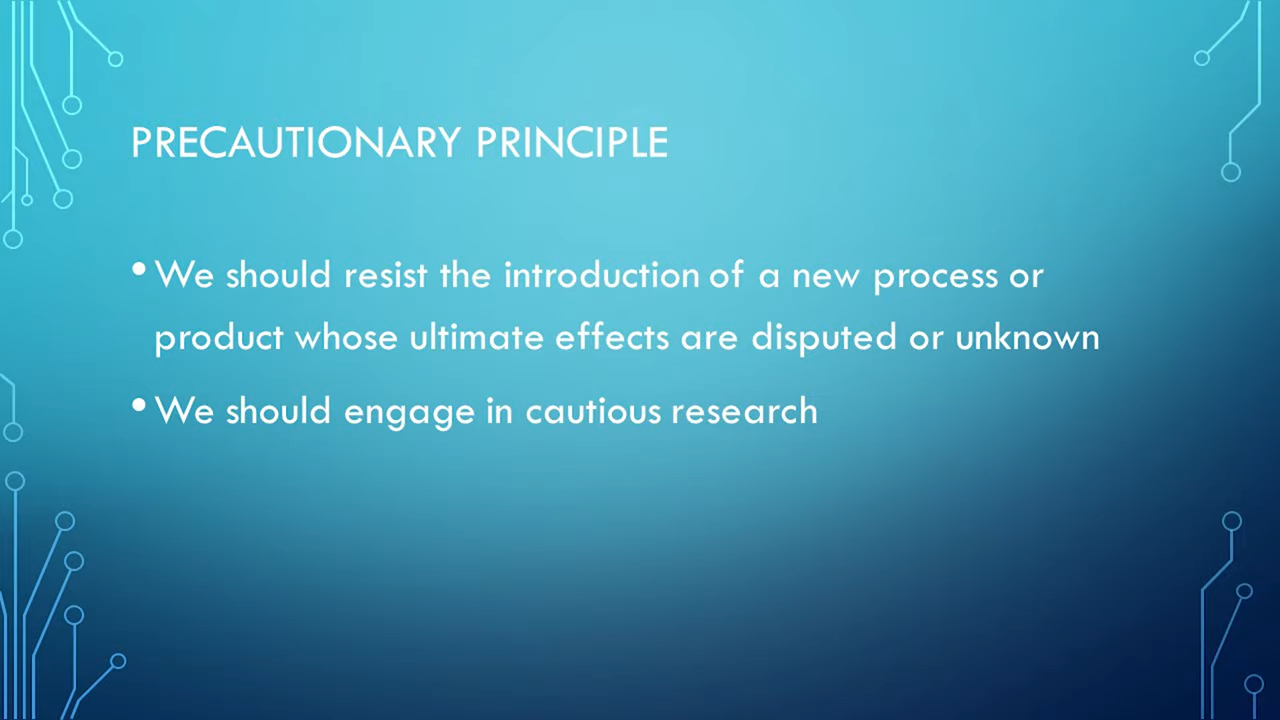 PRECAUTIONARY PRINCIPLE
• We should resist the introduction of a new process or
product whose ultimate effects are disputed or unknown
• We should engage in cautious research